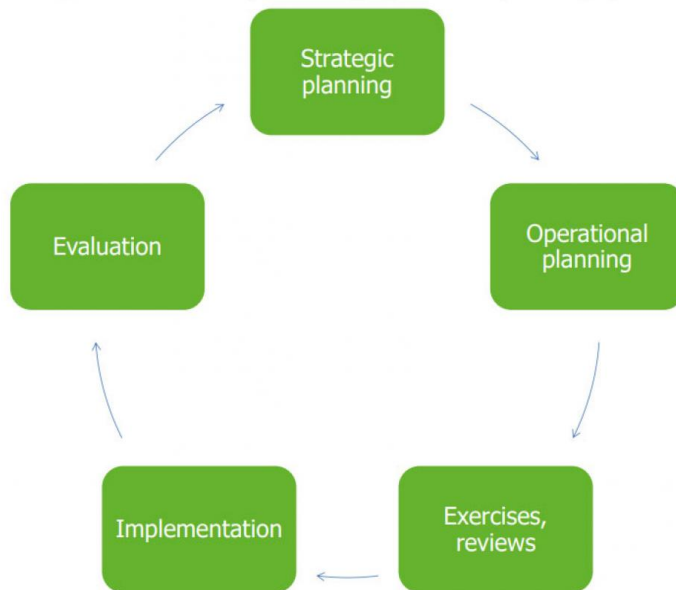 Strategic
planning
Operational
planning
Exercises,
reviews
Implementation
Evaluation